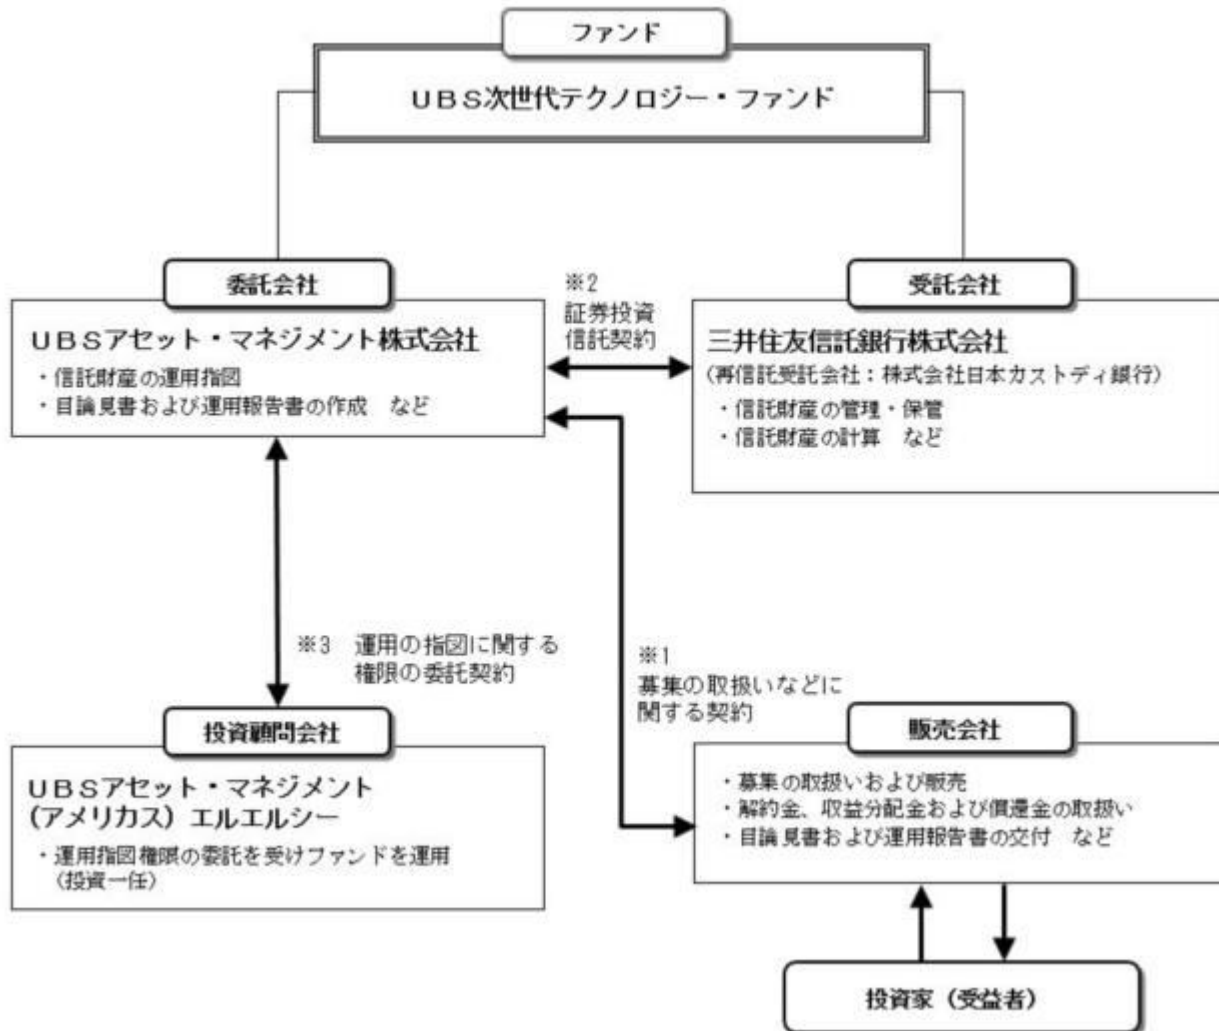 ファンド
ＵＢＳ次世代テクノロジー・ファンド
委託会社
ＵＢＳアセット・マネジメント株式会社
・信託財産の運用指図
・目論見書および運用報告書の作成　など
※2
証券投資
信託契約
受託会社
三井住友信託銀行株式会社
（再信託受託会社：株式会社日本カストディ銀行）
・信託財産の管理・保管
・信託財産の計算　など
※3　運用の指図に関する
権限の委託契約
※1
募集の取扱いなどに
関する契約
投資顧問会社
ＵＢＳアセット・マネジメント
（アメリカス）エルエルシー
・運用指図権限の委託を受けファンドを運用
（投資一任）
販売会社
・募集の取扱いおよび販売
・解約金、収益分配金および償還金の取扱い
・目論見書および運用報告書の交付　など
投資家（受益者）